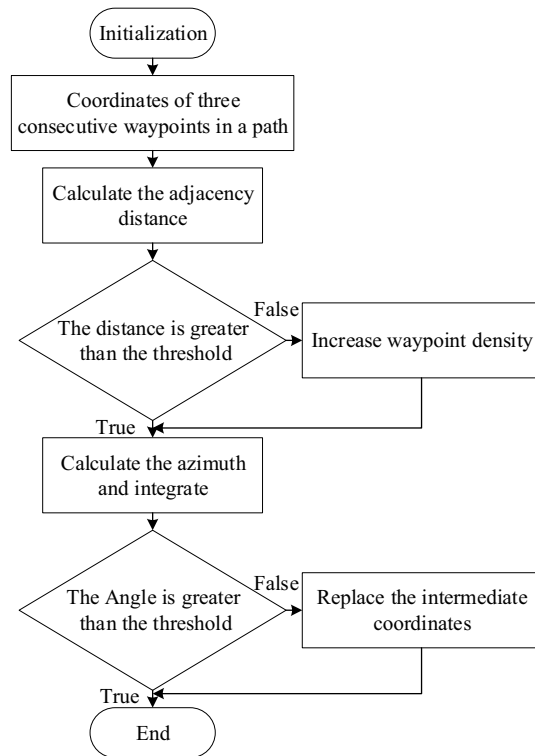 Initialization
Coordinates of three
consecutive waypoints in a path
Calculate the adjacency
distance
The distance is greater
than the threshold
False
Increase waypoint density
True
Calculate the azimuth
and integrate
The Angle is greater
than the threshold
False
Replace the intermediate
coordinates
True
End